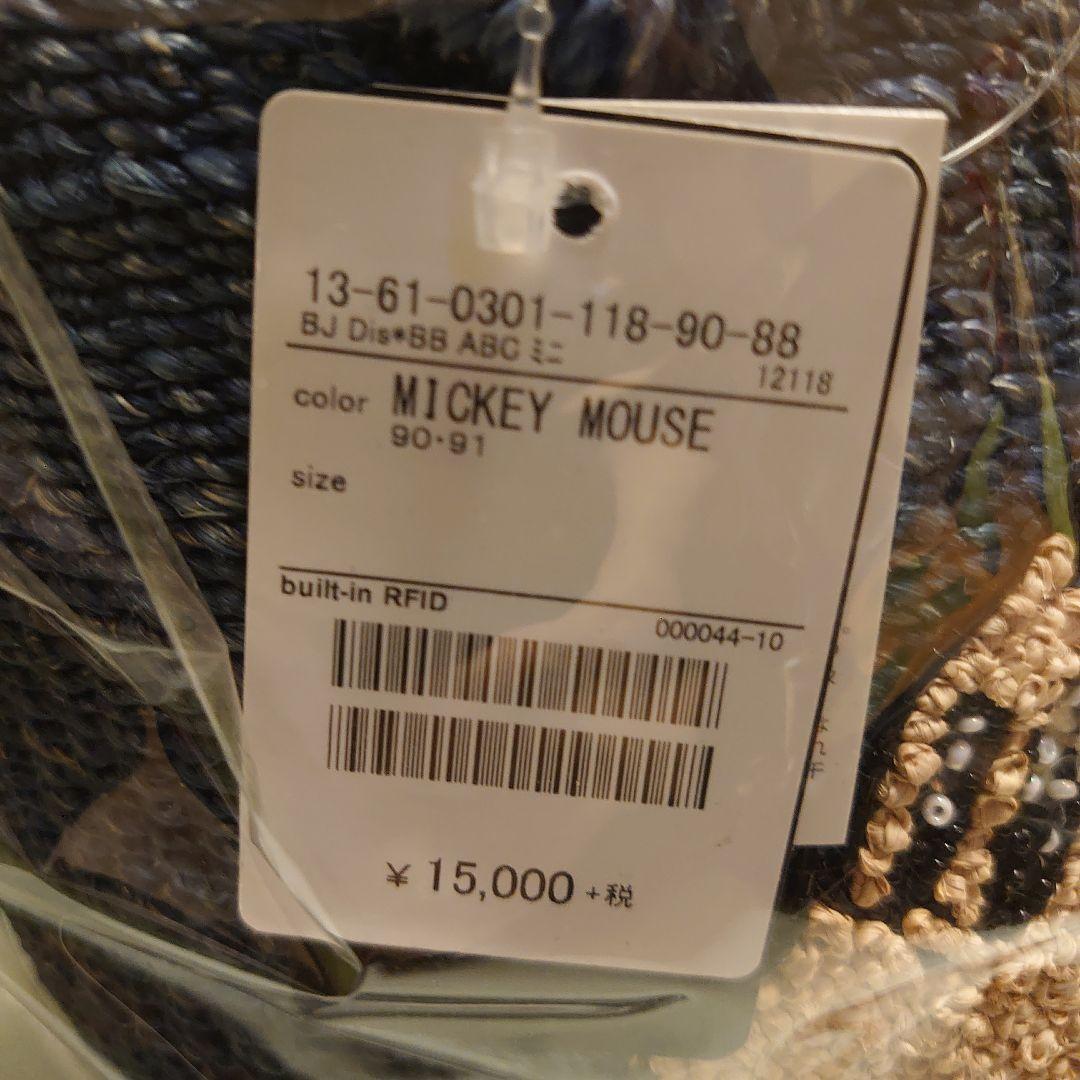 13-61-0301-118-90-88
BJ Dis*BB ABC ミニ
12118
color MICKEY MOUSE
90・91
size
built-in RFID
000044-10
¥ 15,000 +税